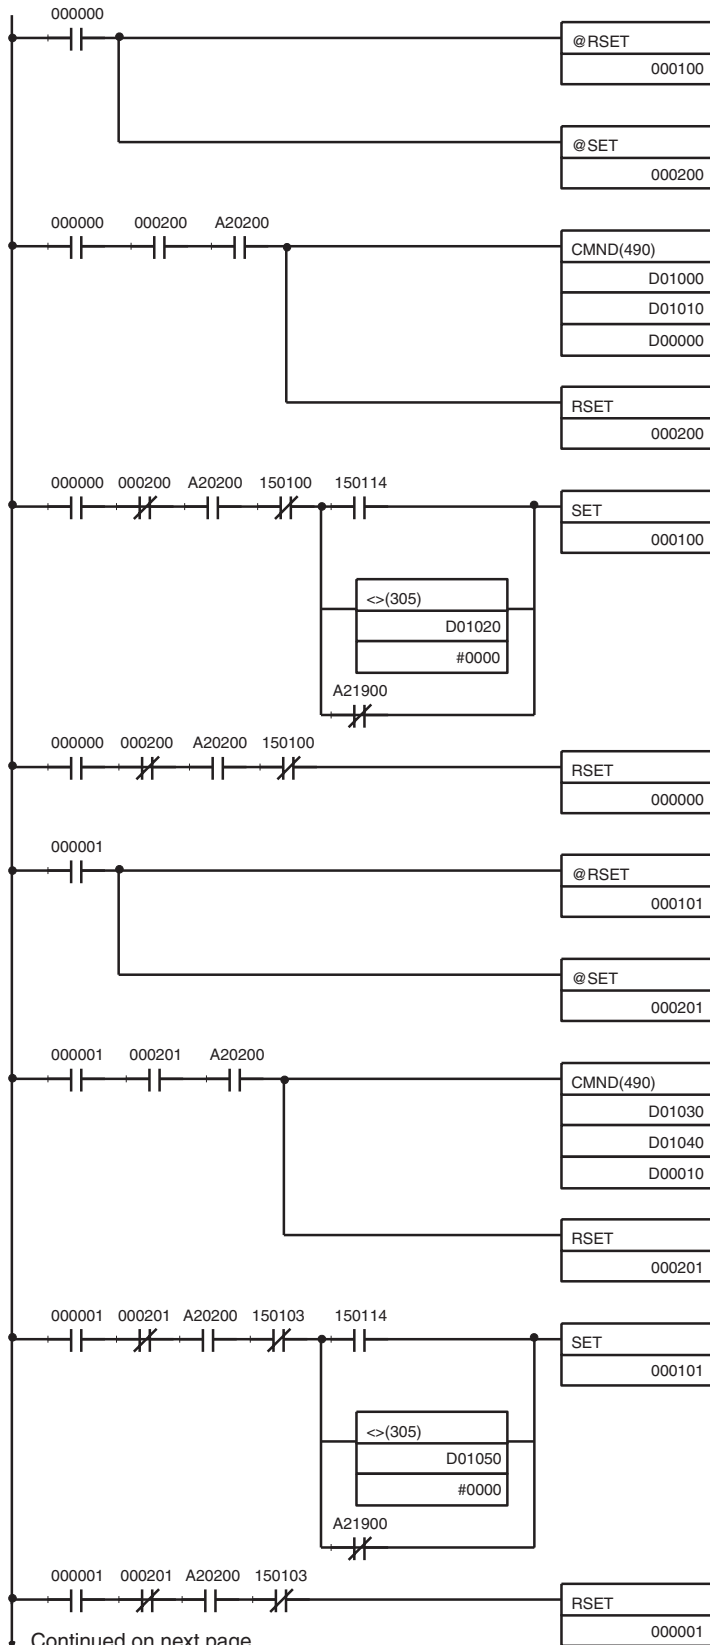 000000
@RSET
000100
@SET
000200
000000 000200 A20200
CMND(490)
D01000
D01010
D00000
RSET
000200
000000 000200 A20200 150100 150114
SET
000100
<>(305)
D01020
#0000
A21900
000000 000200 A20200 150100
RSET
000000
000001
@RSET
000101
@SET
000201
000001 000201 A20200
CMND(490)
D01030
D01040
D00010
RSET
000201
000001 000201 A20200 150103 150114
SET
000101
<>(305)
D01050
#0000
A21900
000001 000201 A20200 150103
RSET
000001
Continued on next page